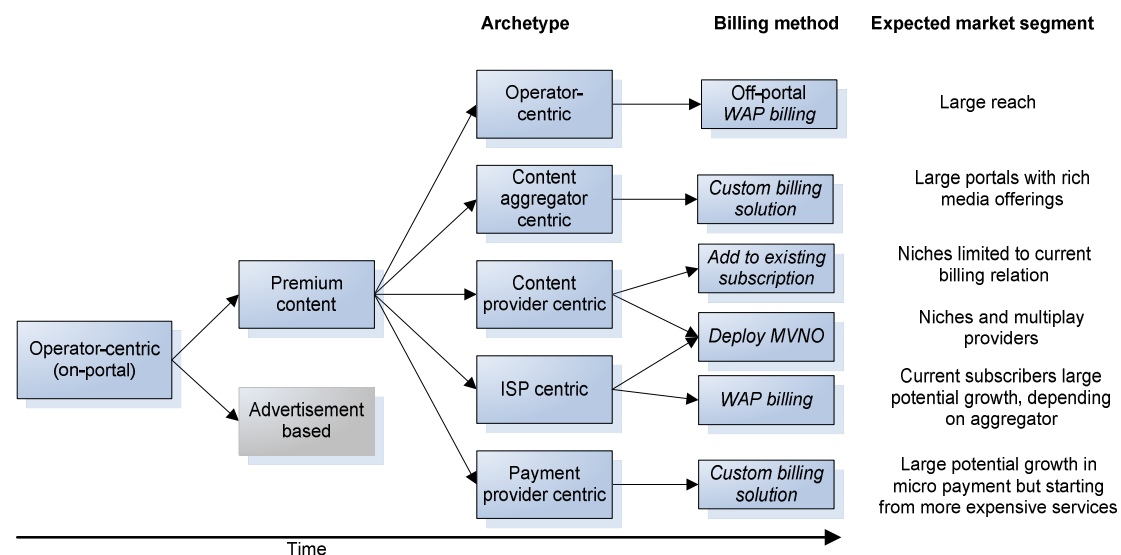 Archetype
Billing method
Expected market segment
Operator-
centric
Off-portal
WAP billing
Large reach
Content
aggregator
centric
Custom billing
solution
Large portals with rich
media offerings
Premium
content
Content
provider centric
Add to existing
subscription
Niches limited to current
billing relation
Operator-centric
(on-portal)
Deploy MVNO
Niches and multiplay
providers
Advertisement
based
ISP centric
WAP billing
Current subscribers large
potential growth, depending
on aggregator
Payment
provider centric
Custom billing
solution
Large potential growth in
micro payment but starting
from more expensive services
Time